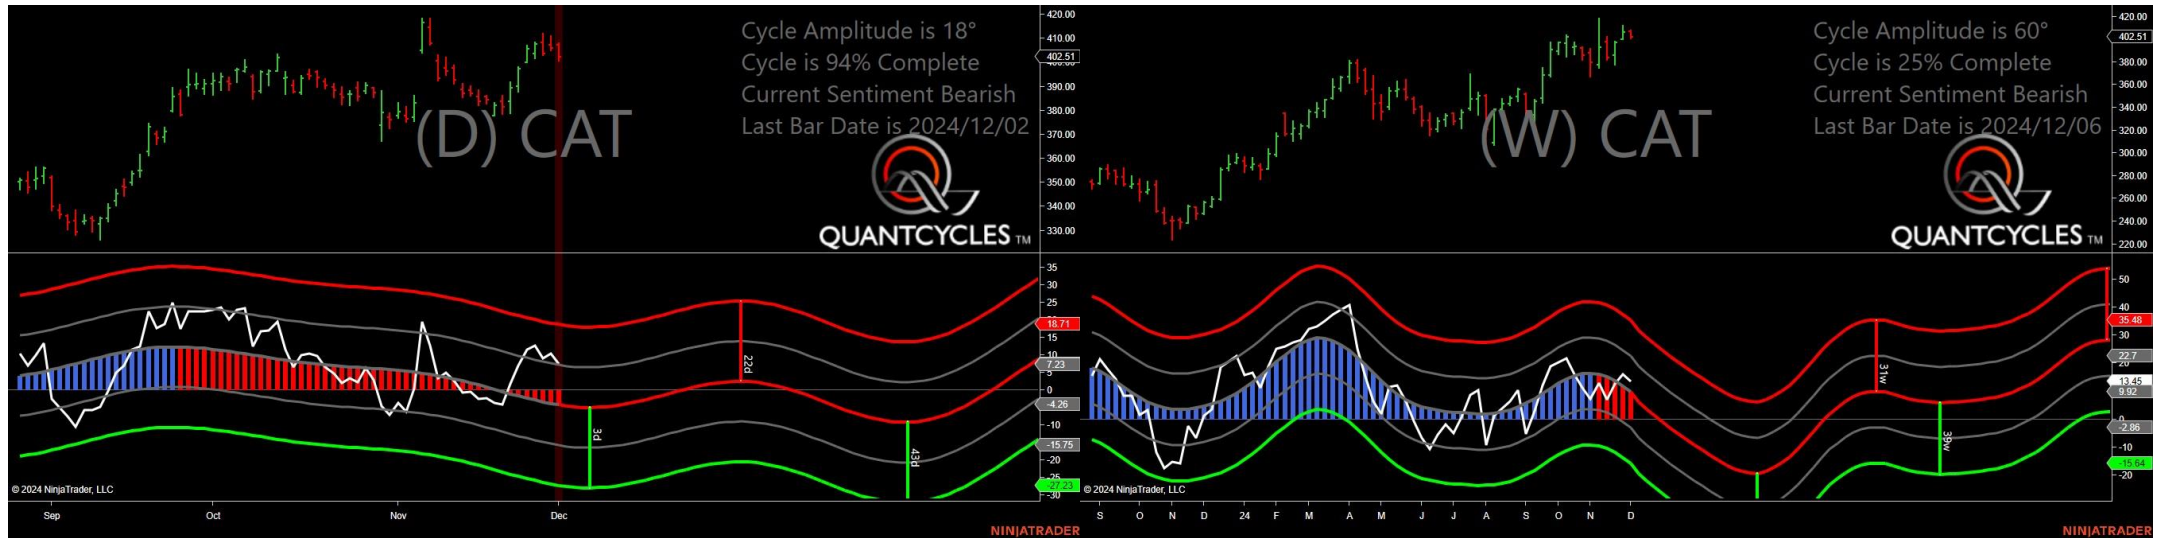 Cycle Amplitude is 18°
Cycle is 94% Complete
Current Sentiment Bearish
Last Bar Date is 2024/12/02
(D) CAT
QUANTCYCLES TM
420.00
410.00
402.51
400.00
390.00
380.00
370.00
360.00
350.00
340.00
330.00
35
30
25
18.71
15
10
7.23
5
0
-4.26
-10
-15.75
-20
-25
-27.23
-30
3d
22d
43d
© 2024 NinjaTrader, LLC
Sep
Oct
Nov
Dec
NINJATRADER
Cycle Amplitude is 60°
Cycle is 25% Complete
Current Sentiment Bearish
Last Bar Date is 2024/12/06
(W) CAT
QUANTCYCLES TM
420.00
402.51
380.00
360.00
340.00
320.00
300.00
280.00
260.00
240.00
220.00
50
40
35.48
30
22.7
20
13.45
9.92
0
-2.86
-10
-15.64
-20
31w
39w
© 2024 NinjaTrader, LLC
S
O
N
D
24
F
M
A
M
J
J
A
S
O
N
D
NINJATRADER